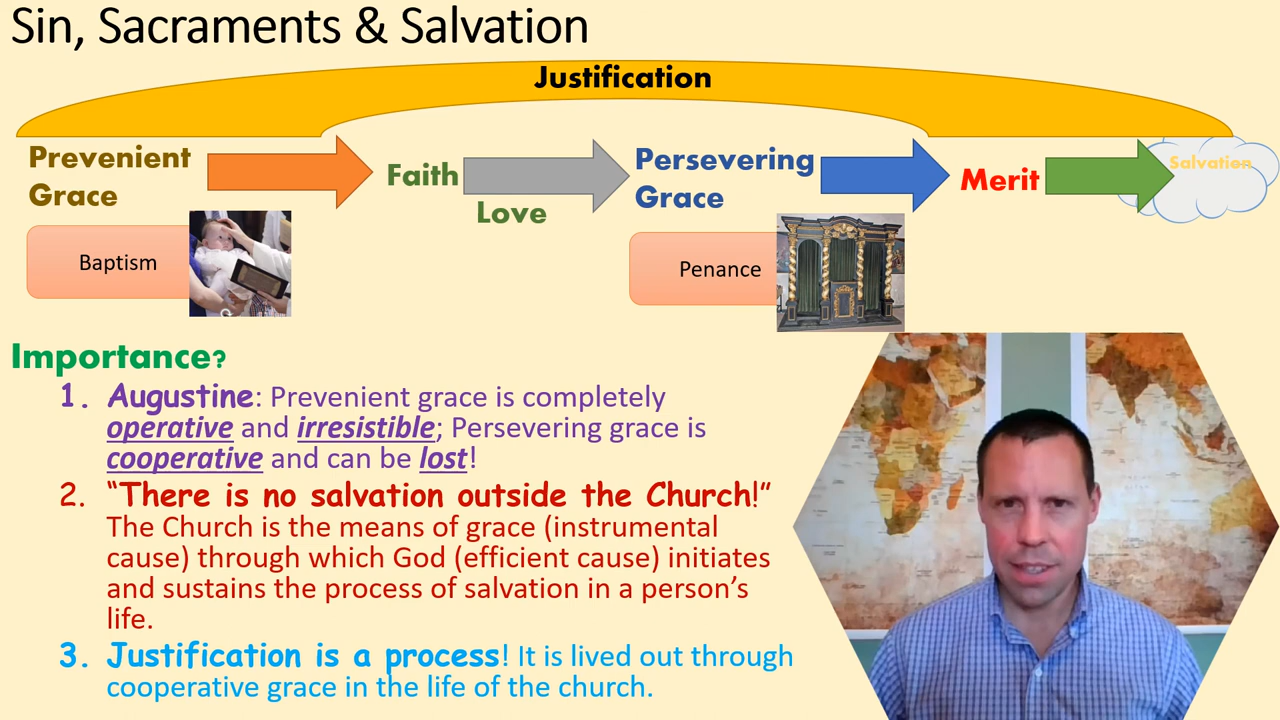 Sin, Sacraments & Salvation
Justification
Prevenient
Grace
Faith
Love
Persevering
Grace
Merit
Salvation
Baptism
Penance
Importance?
1. Augustine: Prevenient grace is completely
operative and irresistible; Persevering grace is
cooperative and can be lost!
2. “There is no salvation outside the Church!”
The Church is the means of grace (instrumental
cause) through which God (efficient cause) initiates
and sustains the process of salvation in a person’s
life.
3. Justification is a process! It is lived out through
cooperative grace in the life of the church.